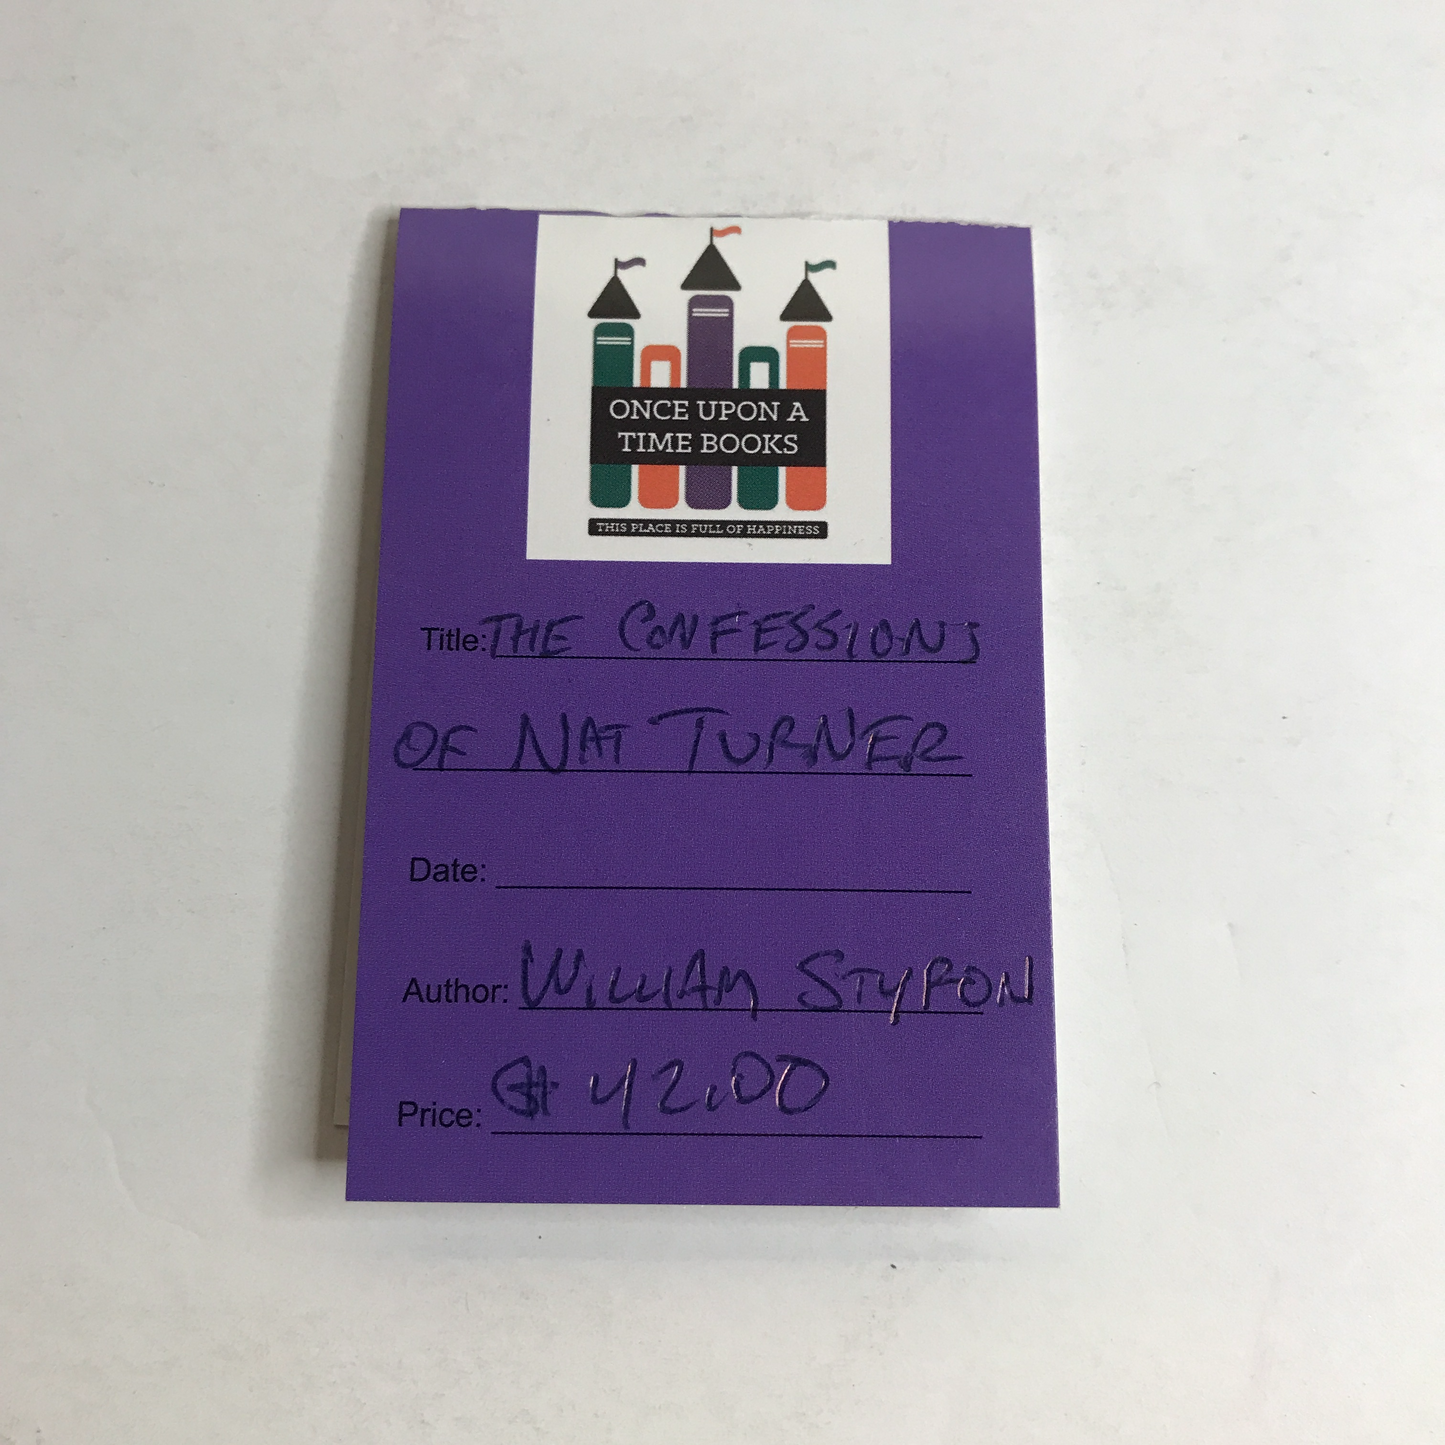 ONCE UPON A
TIME BOOKS
THIS PLACE IS FULL OF HAPPINESS
Title: THE CONFESSIONS
OF NAT TURNER
Date:
Author: WILLIAM STYRON
Price: $ 42.00